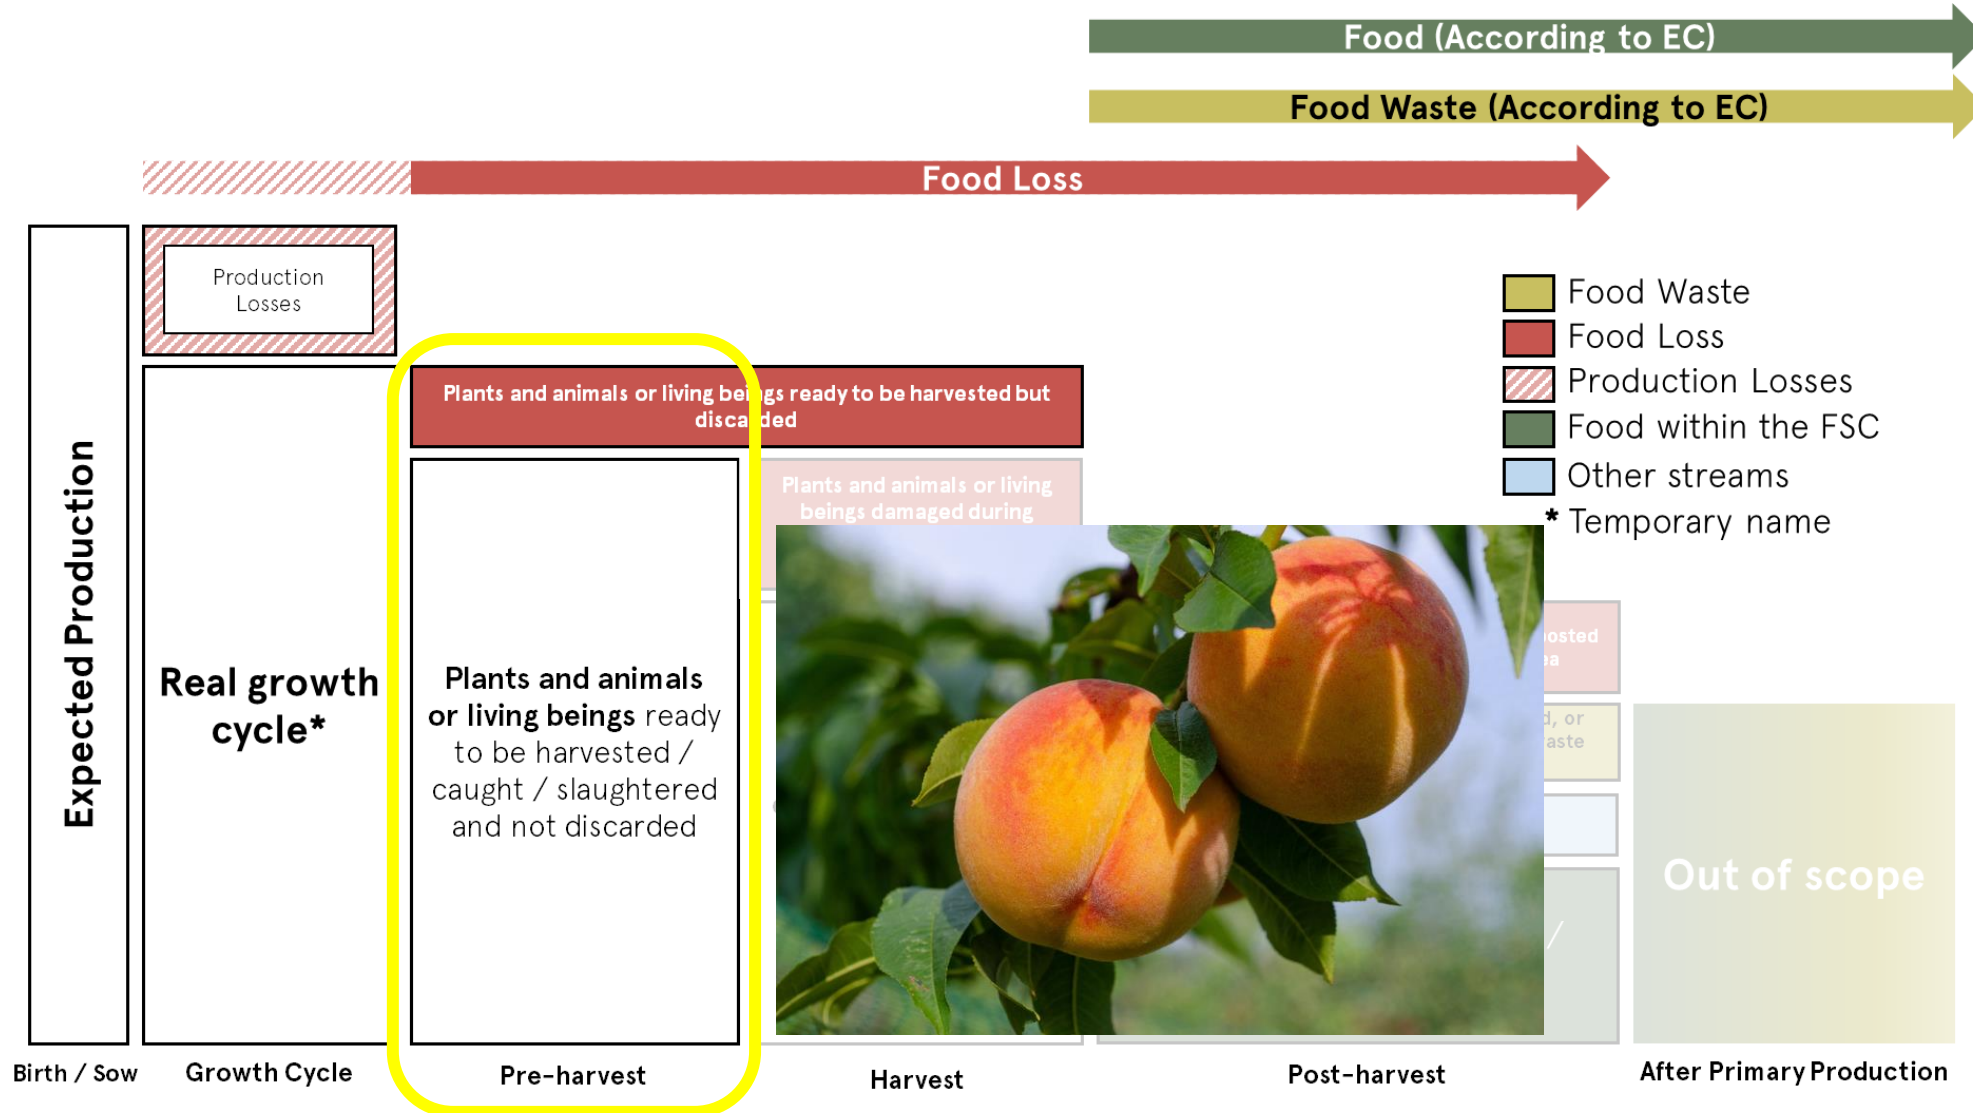 Food (According to EC)
Food Waste (According to EC)
Food Loss
Production
Losses
Food Waste
Food Loss
Production Losses
Food within the FSC
Other streams
* Temporary name
Plants and animals or living beings ready to be harvested but
discarded
Plants and animals or living
beings damaged during
Expected Production
Real growth
cycle*
Plants and animals
or living beings ready
to be harvested /
caught / slaughtered
and not discarded
d, or
Out of scope
/
Birth / Sow
Growth Cycle
Pre-harvest
Harvest
Post-harvest
After Primary Production